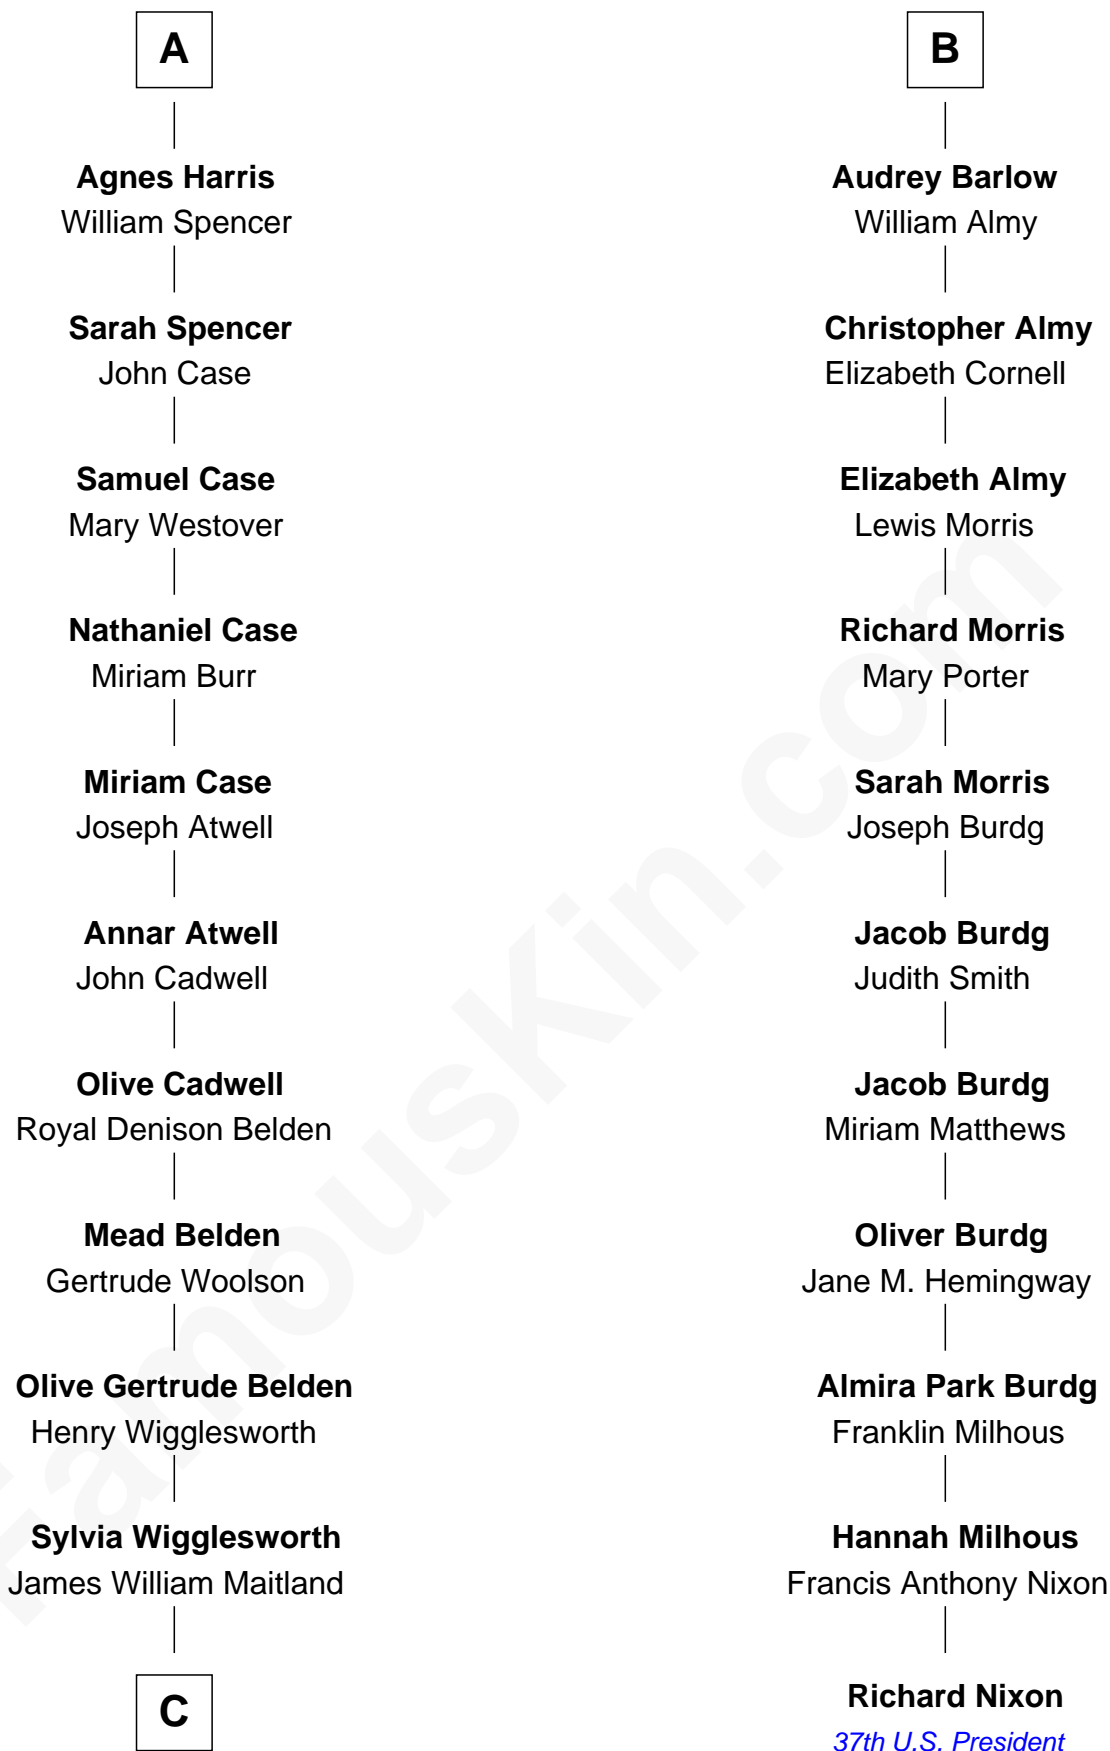 A
Agnes Harris
William Spencer
Sarah Spencer
John Case
Samuel Case
Mary Westover
Nathaniel Case
Miriam Burr
Miriam Case
Joseph Atwell
Annar Atwell
John Cadwell
Olive Cadwell
Royal Denison Belden
Mead Belden
Gertrude Woolson
Olive Gertrude Belden
Henry Wigglesworth
Sylvia Wigglesworth
James William Maitland
C
B
Audrey Barlow
William Almy
Christopher Almy
Elizabeth Cornell
Elizabeth Almy
Lewis Morris
Richard Morris
Mary Porter
Sarah Morris
Joseph Burdg
Jacob Burdg
Judith Smith
Jacob Burdg
Miriam Matthews
Oliver Burdg
Jane M. Hemingway
Almira Park Burdg
Franklin Milhous
Hannah Milhous
Francis Anthony Nixon
Richard Nixon
37th U.S. President
FamousKin.com